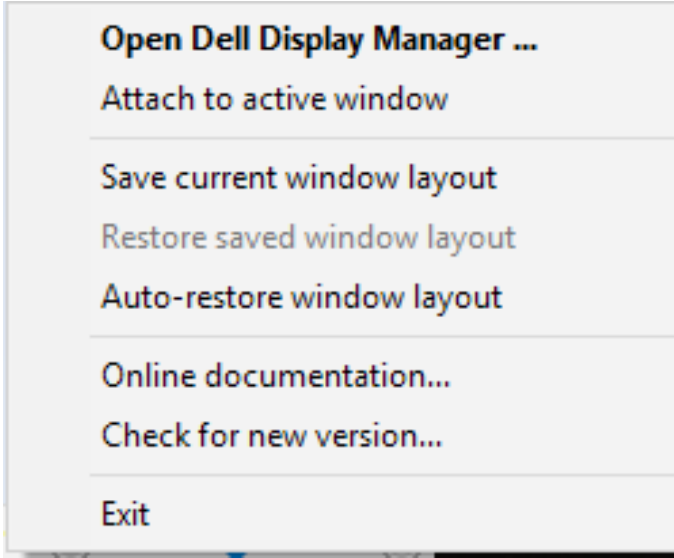 Open Dell Display Manager ...
Attach to active window
Save current window layout
Restore saved window layout
Auto-restore window layout
Online documentation...
Check for new version...
Exit